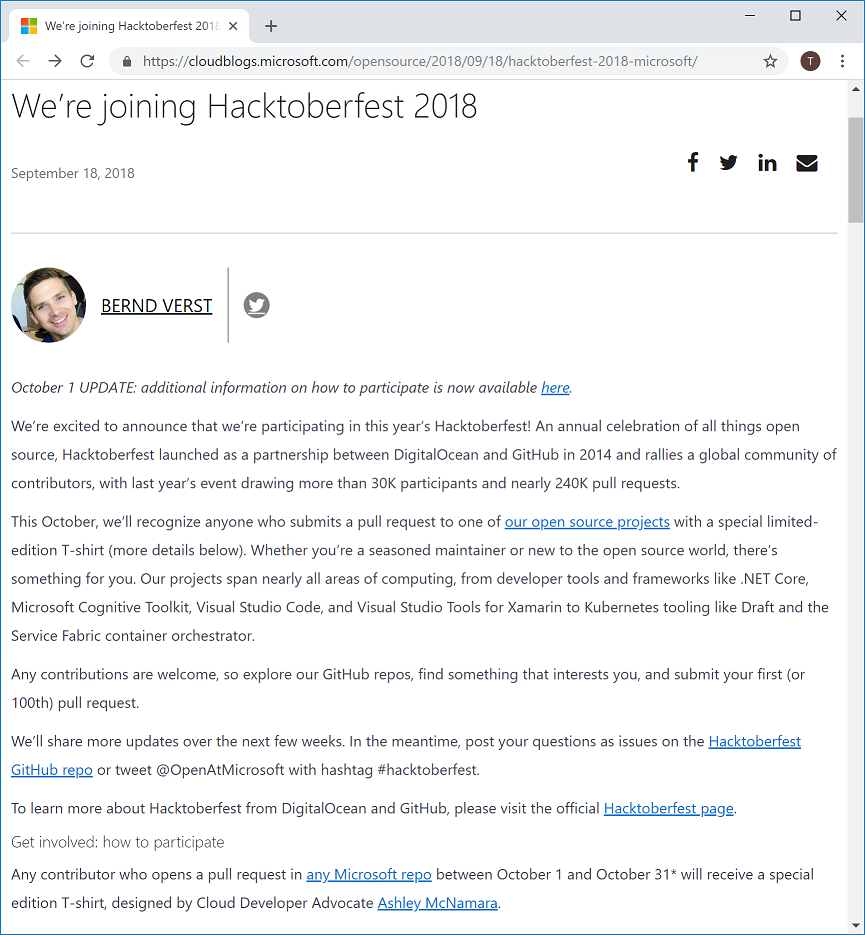 We're joining Hacktoberfest 2018
https://cloudblogs.microsoft.com/opensource/2018/09/18/hacktoberfest-2018-microsoft/
T
We're joining Hacktoberfest 2018
September 18, 2018
BERND VERST
October 1 UPDATE: additional information on how to participate is now available here.
We're excited to announce that we're participating in this year's Hacktoberfest! An annual celebration of all things open
source, Hacktoberfest launched as a partnership between DigitalOcean and GitHub in 2014 and rallies a global community of
contributors, with last year's event drawing more than 30K participants and nearly 240K pull requests.
This October, we'll recognize anyone who submits a pull request to one of our open source projects with a special limited-
edition T-shirt (more details below). Whether you're a seasoned maintainer or new to the open source world, there's
something for you. Our projects span nearly all areas of computing, from developer tools and frameworks like .NET Core,
Microsoft Cognitive Toolkit, Visual Studio Code, and Visual Studio Tools for Xamarin to Kubernetes tooling like Draft and the
Service Fabric container orchestrator.
Any contributions are welcome, so explore our GitHub repos, find something that interests you, and submit your first (or
100th) pull request.
We'll share more updates over the next few weeks. In the meantime, post your questions as issues on the Hacktoberfest
GitHub repo or tweet @OpenAtMicrosoft with hashtag #hacktoberfest.
To learn more about Hacktoberfest from DigitalOcean and GitHub, please visit the official Hacktoberfest page.
Get involved: how to participate
Any contributor who opens a pull request in any Microsoft repo between October 1 and October 31* will receive a special
edition T-shirt, designed by Cloud Developer Advocate Ashley McNamara.